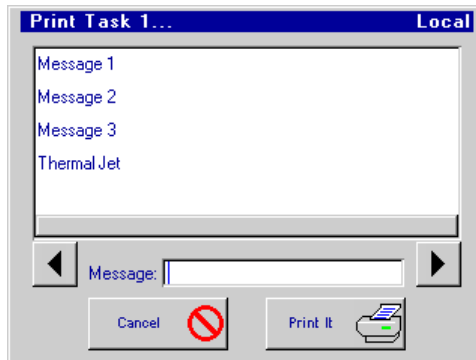 Print Task 1... Local
Message 1
Message 2
Message 3
Thermal Jet
Message:
Cancel Print It